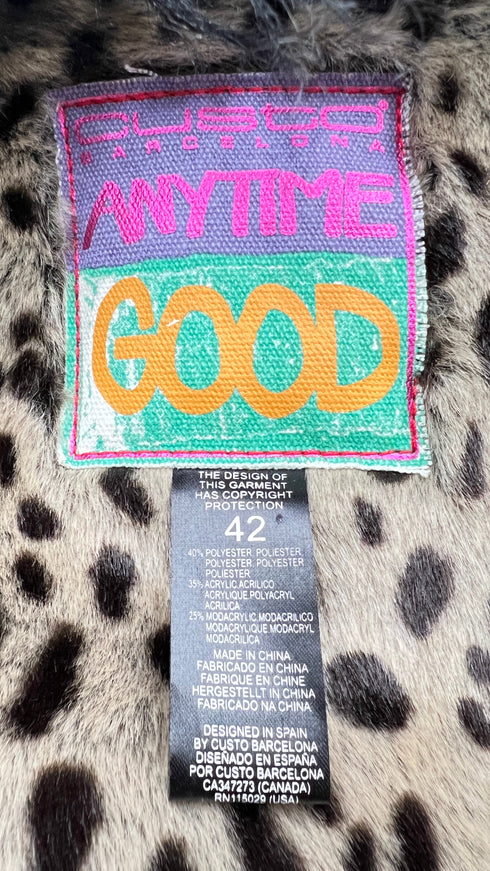 custo
BARCELONA
ANYTIME
GOOD
THE DESIGN OF
THIS GARMENT
HAS COPYRIGHT
PROTECTION
42
40% POLYESTER. POLIESTER.
POLYESTER. POLYESTER
POLIESTER
35% ACRYLIC.ACRILICO
ACRYLIQUE.POLYACRYL
ACRILICA
25% MODACRYLIC.MODACRILICO
MODACRYLIQUE MODACRYL
MODACRILICA
MADE IN CHINA
FABRICADO EN CHINA
FABRIQUE EN CHINE
HERGESTELLT IN CHINA
FABRICADO NA CHINA
DESIGNED IN SPAIN
BY CUSTO BARCELONA
DISEÑADO EN ESPAÑA
POR CUSTO BARCELONA
CA347273 (CANADA)
RN115029 (USA)